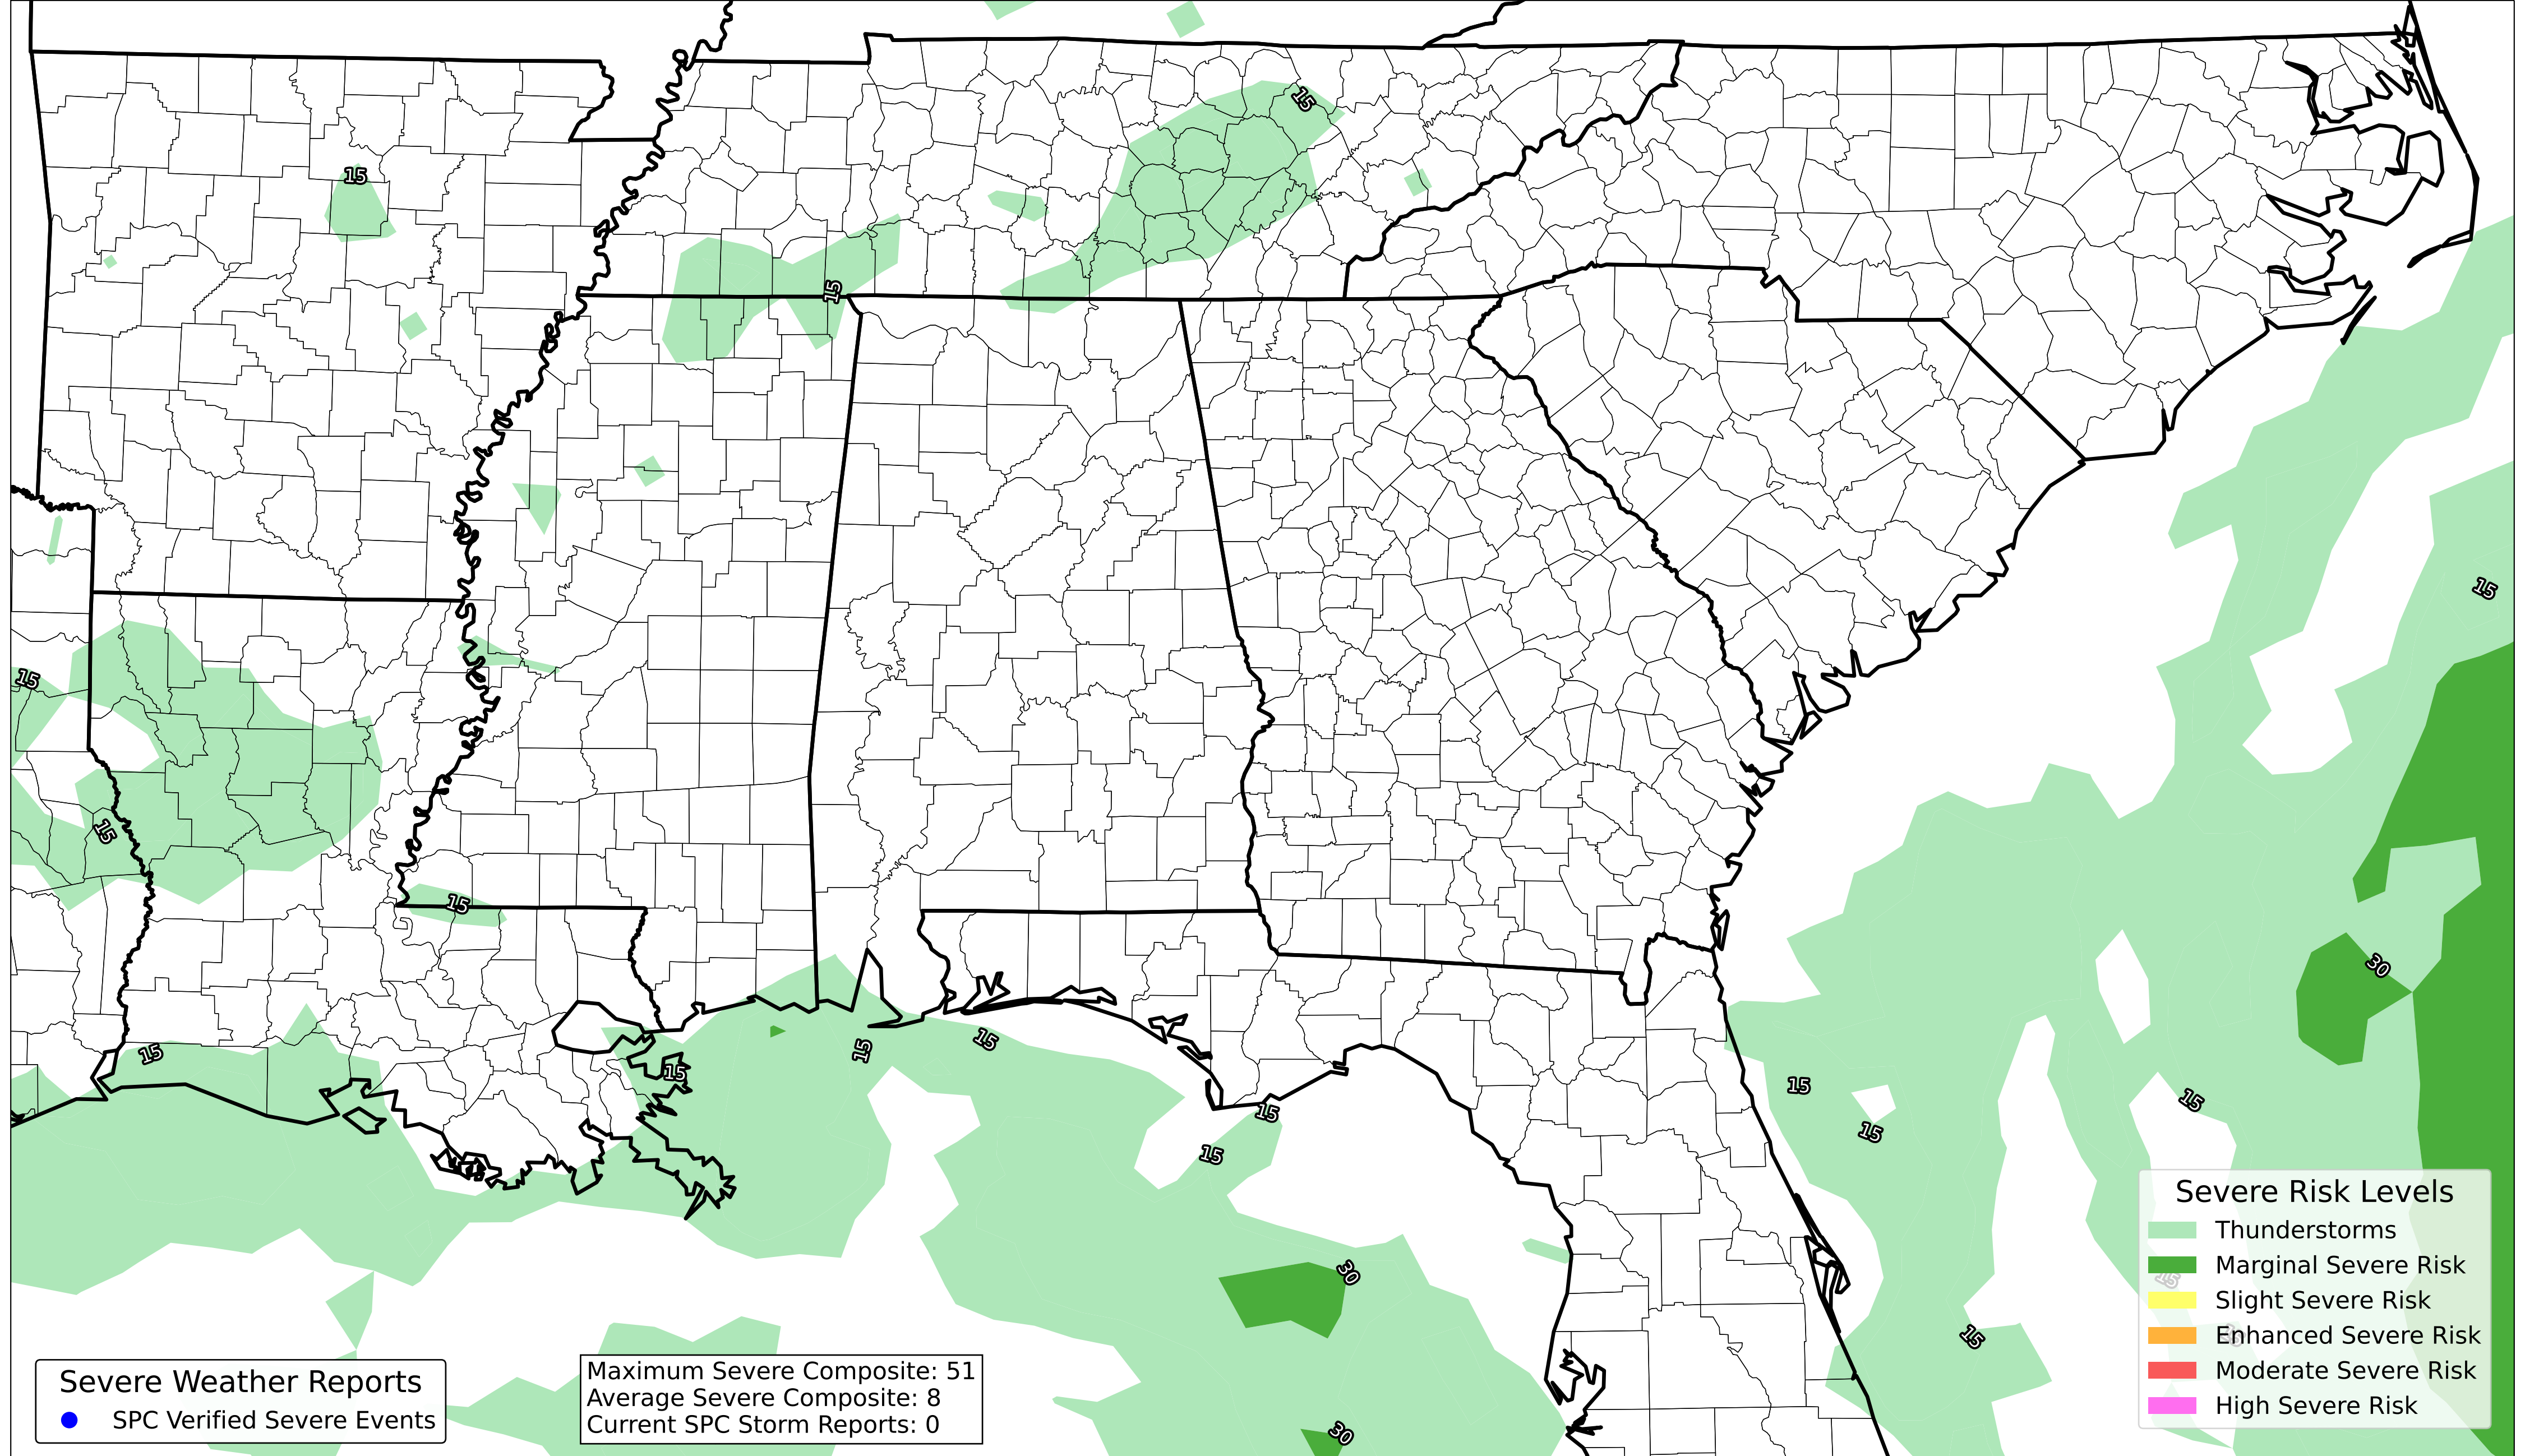 15
15
15
15
15
15
15
30
15
15
15
15
15
15
15
15
15
30
15
30
Severe Risk Levels
Thunderstorms
Marginal Severe Risk
Slight Severe Risk
Enhanced Severe Risk
Moderate Severe Risk
High Severe Risk
15
Severe Weather Reports
SPC Verified Severe Events
Maximum Severe Composite: 51
Average Severe Composite: 8
Current SPC Storm Reports: 0